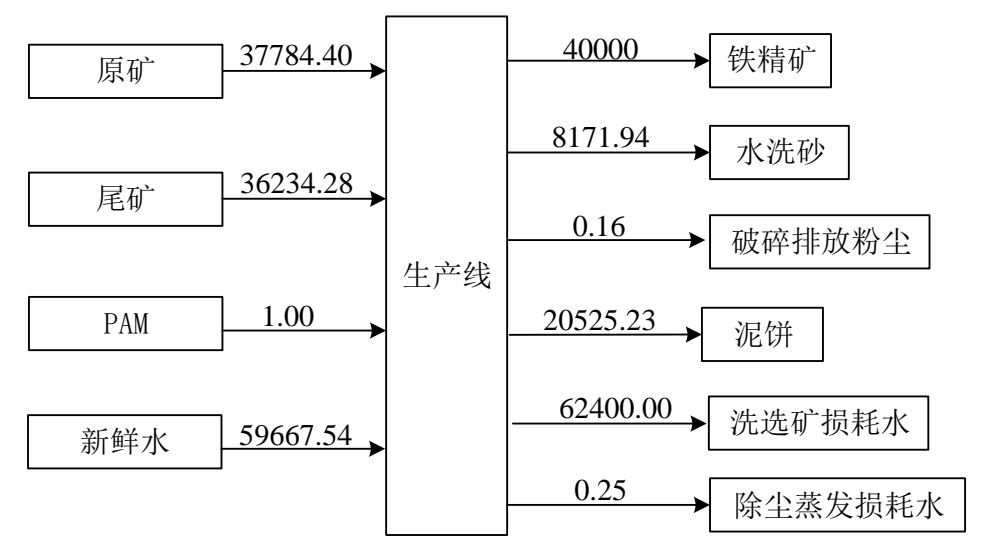 原矿
37784.40
尾矿
36234.28
PAM
1.00
新鲜水
59667.54
生产线
40000
铁精矿
8171.94
水洗砂
0.16
破碎排放粉尘
20525.23
泥饼
62400.00
洗选矿损耗水
0.25
除尘蒸发损耗水